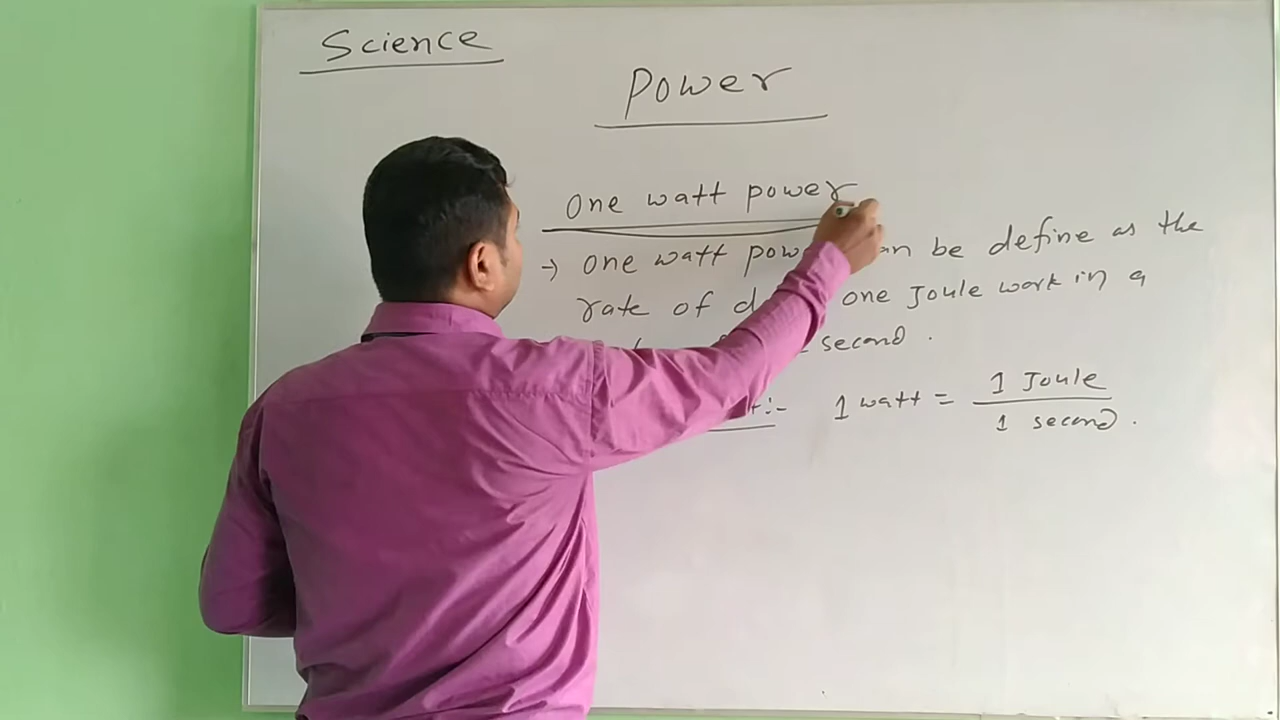 Science
Power
One watt power
→ One watt power can be define as the
rate of one Joule work in a
second.
:- 1 watt = 1 Joule
1 second.